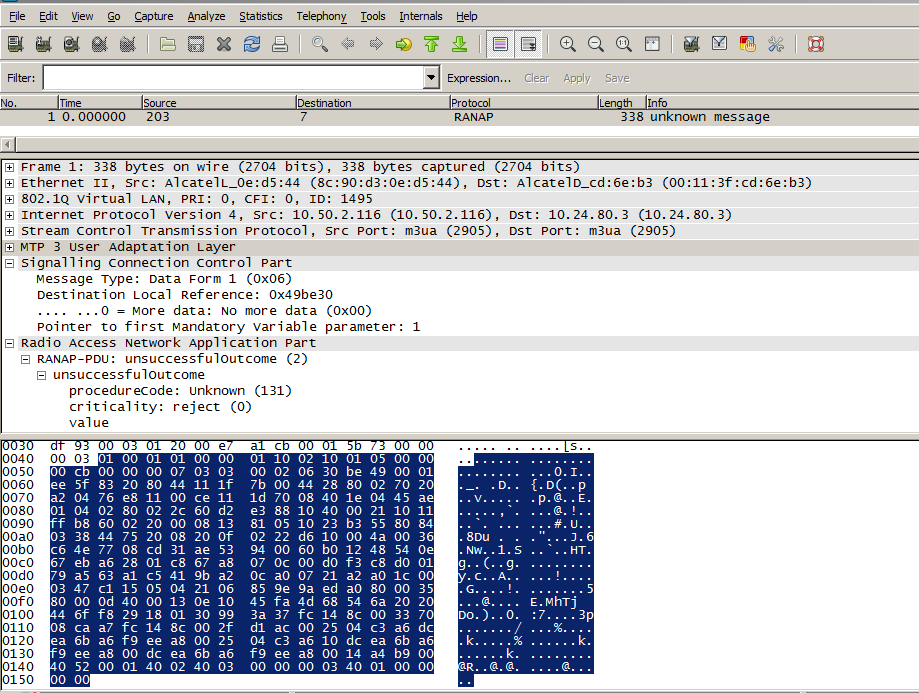 File Edit View Go Capture Analyze Statistics Telephony Tools Internals Help
Filter: Expression... Clear Apply Save
No. Time Source Destination Protocol Length Info
1 0.000000 203 7 RANAP 338 unknown message
Frame 1: 338 bytes on wire (2704 bits), 338 bytes captured (2704 bits)
Ethernet II, Src: AlcatelL_0e:d5:44 (8c:90:d3:0e:d5:44), Dst: AlcatelD_cd:6e:b3 (00:11:3f:cd:6e:b3)
802.1Q Virtual LAN, PRI: 0, CFI: 0, ID: 1495
Internet Protocol Version 4, Src: 10.50.2.116 (10.50.2.116), Dst: 10.24.80.3 (10.24.80.3)
Stream Control Transmission Protocol, Src Port: m3ua (2905), Dst Port: m3ua (2905)
MTP 3 User Adaptation Layer
Signalling Connection Control Part
Message Type: Data Form 1 (0x06)
Destination Local Reference: 0x49be30
.... ...0 = More data: No more data (0x00)
Pointer to first Mandatory Variable parameter: 1
Radio Access Network Application Part
RANAP-PDU: unsuccessfulOutcome (2)
unsuccessfulOutcome
procedureCode: Unknown (131)
criticality: reject (0)
value
0030 df 93 00 03 01 20 00 e7 a1 cb 00 01 5b 73 00 00 ..... .. ....[s..
0040 00 03 01 00 01 01 00 00 01 10 02 10 01 05 00 00 ........ ........
0050 00 cb 00 00 00 07 03 03 00 02 06 30 be 49 00 01 ........ ...0.I..
0060 ee 5f 83 20 80 44 11 1f 7b 00 44 28 80 02 70 20 ._. .D.. {.D(..p
0070 a2 04 76 e8 11 00 ce 11 1d 70 08 40 1e 04 45 ae ..v..... .p.@..E.
0080 01 04 02 80 02 2c 60 d2 e3 88 10 40 00 21 10 11 .....,`. ...@.!..
0090 ff b8 60 02 20 00 08 13 81 05 10 23 b3 55 80 84 ..`. ... ...#.U..
00a0 03 38 44 75 20 08 20 0f 02 22 d6 10 00 4a 00 36 .8Du . . ."...J.6
00b0 c6 4e 77 08 cd 31 ae 53 94 00 60 b0 12 48 54 0e .Nw..1.S ..`..HT.
00c0 67 eb a6 28 01 c8 67 a8 07 0c 00 d0 f3 c8 d0 01 g..(..g. ........
00d0 79 a5 63 a1 c5 41 9b a2 0c a0 07 21 a2 a0 1c 00 y.c..A.. ...!....
00e0 03 47 c1 15 05 04 21 06 85 9e 9a ed a0 80 00 35 .G....!. .......5
00f0 80 00 0d 40 00 13 0e 10 45 fa 4d 68 54 6a 20 20 ...@.... E.MhTj
0100 44 6f f8 29 18 01 30 99 3a 37 fc 14 8c 00 33 70 Do.)..0. :7....3p
0110 08 ca a7 fc 14 8c 00 2f d1 ac 00 25 04 c3 a6 dc ......./ ...%....
0120 ea 6b a6 f9 ee a8 00 25 04 c3 a6 10 dc ea 6b a6 .k.....% ......k.
0130 f9 ee a8 00 dc ea 6b a6 f9 ee a8 00 14 a4 b9 00 ......k. ........
0140 40 52 00 01 40 02 40 03 00 00 00 03 40 01 00 00 @R..@.@. ....@...
0150 00 00 ..